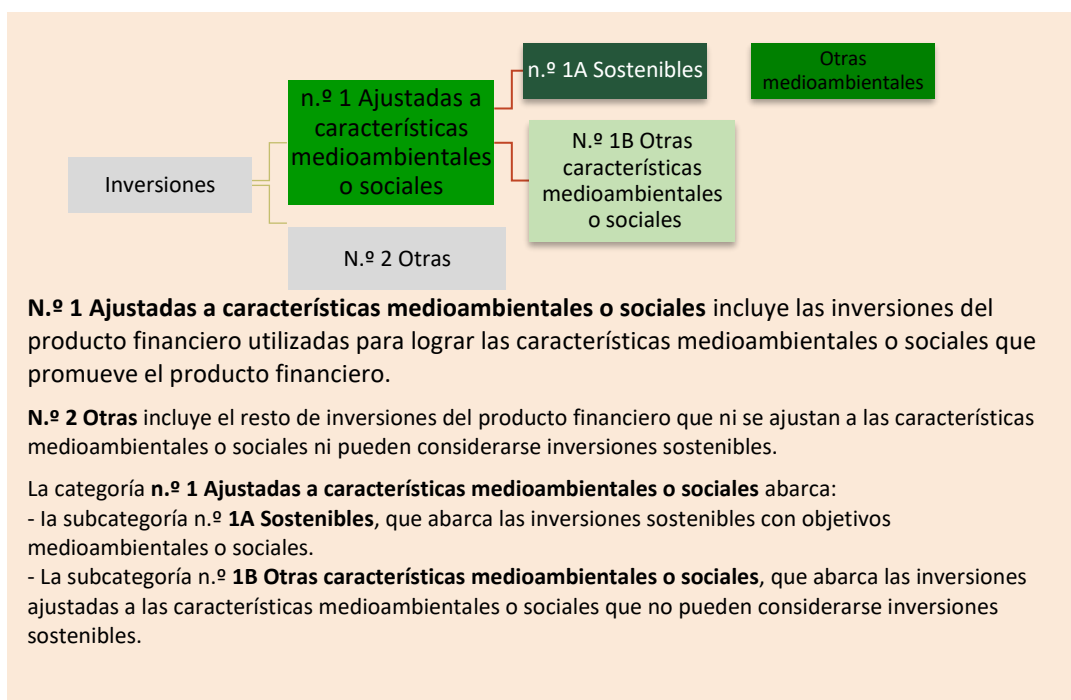 n.º 1A Sostenibles
Otras
medioambientales
n.º 1 Ajustadas a
características
medioambientales
o sociales
N.º 1B Otras
características
medioambientales
o sociales
Inversiones
N.º 2 Otras
N.º 1 Ajustadas a características medioambientales o sociales incluye las inversiones del
producto financiero utilizadas para lograr las características medioambientales o sociales que
promueve el producto financiero.
N.º 2 Otras incluye el resto de inversiones del producto financiero que ni se ajustan a las características
medioambientales o sociales ni pueden considerarse inversiones sostenibles.
La categoría n.º 1 Ajustadas a características medioambientales o sociales abarca:
- Ia subcategoría n.º 1A Sostenibles, que abarca las inversiones sostenibles con objetivos
medioambientales o sociales.
- La subcategoría n.º 1B Otras características medioambientales o sociales, que abarca las inversiones
ajustadas a las características medioambientales o sociales que no pueden considerarse inversiones
sostenibles.